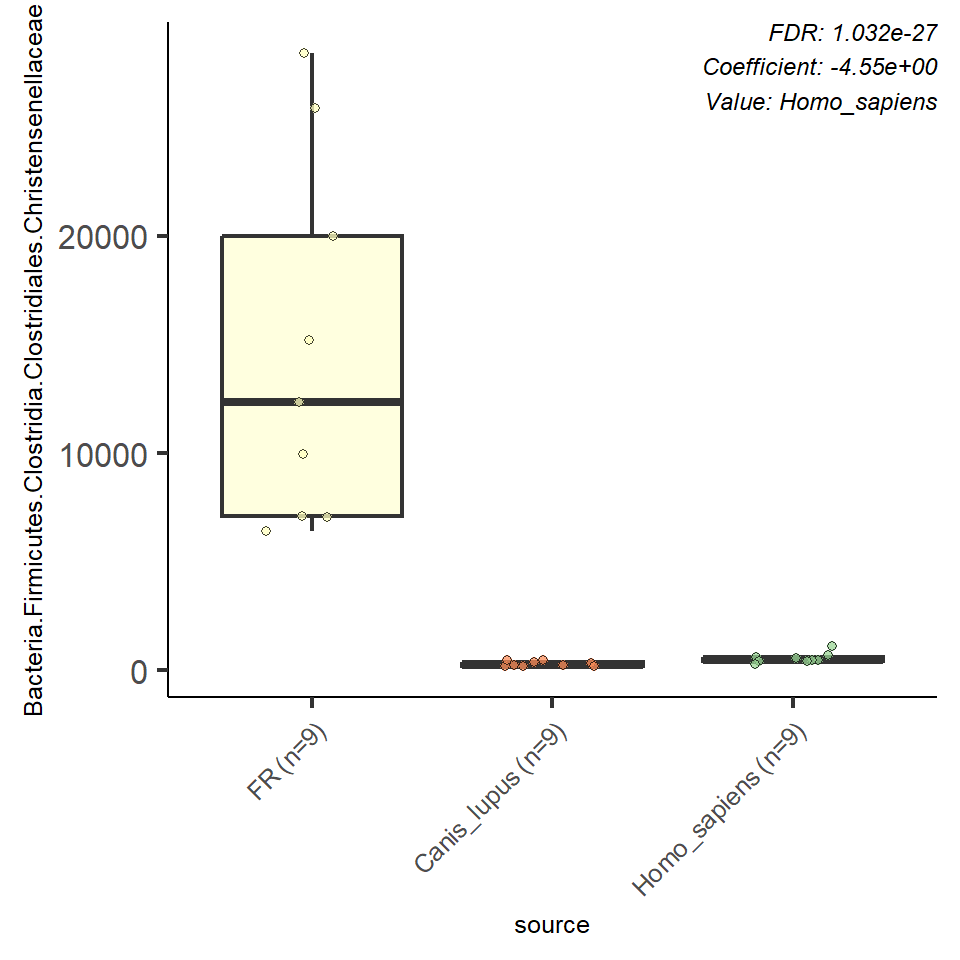 FDR: 1.032e-27
Coefficient: -4.55e+00
Value: Homo_sapiens
Bacteria.Firmicutes.Clostridia.Clostridiales.Christensenellaceae
20000
10000
0
FR (n=9)
Canis_lupus (n=9)
Homo_sapiens (n=9)
source